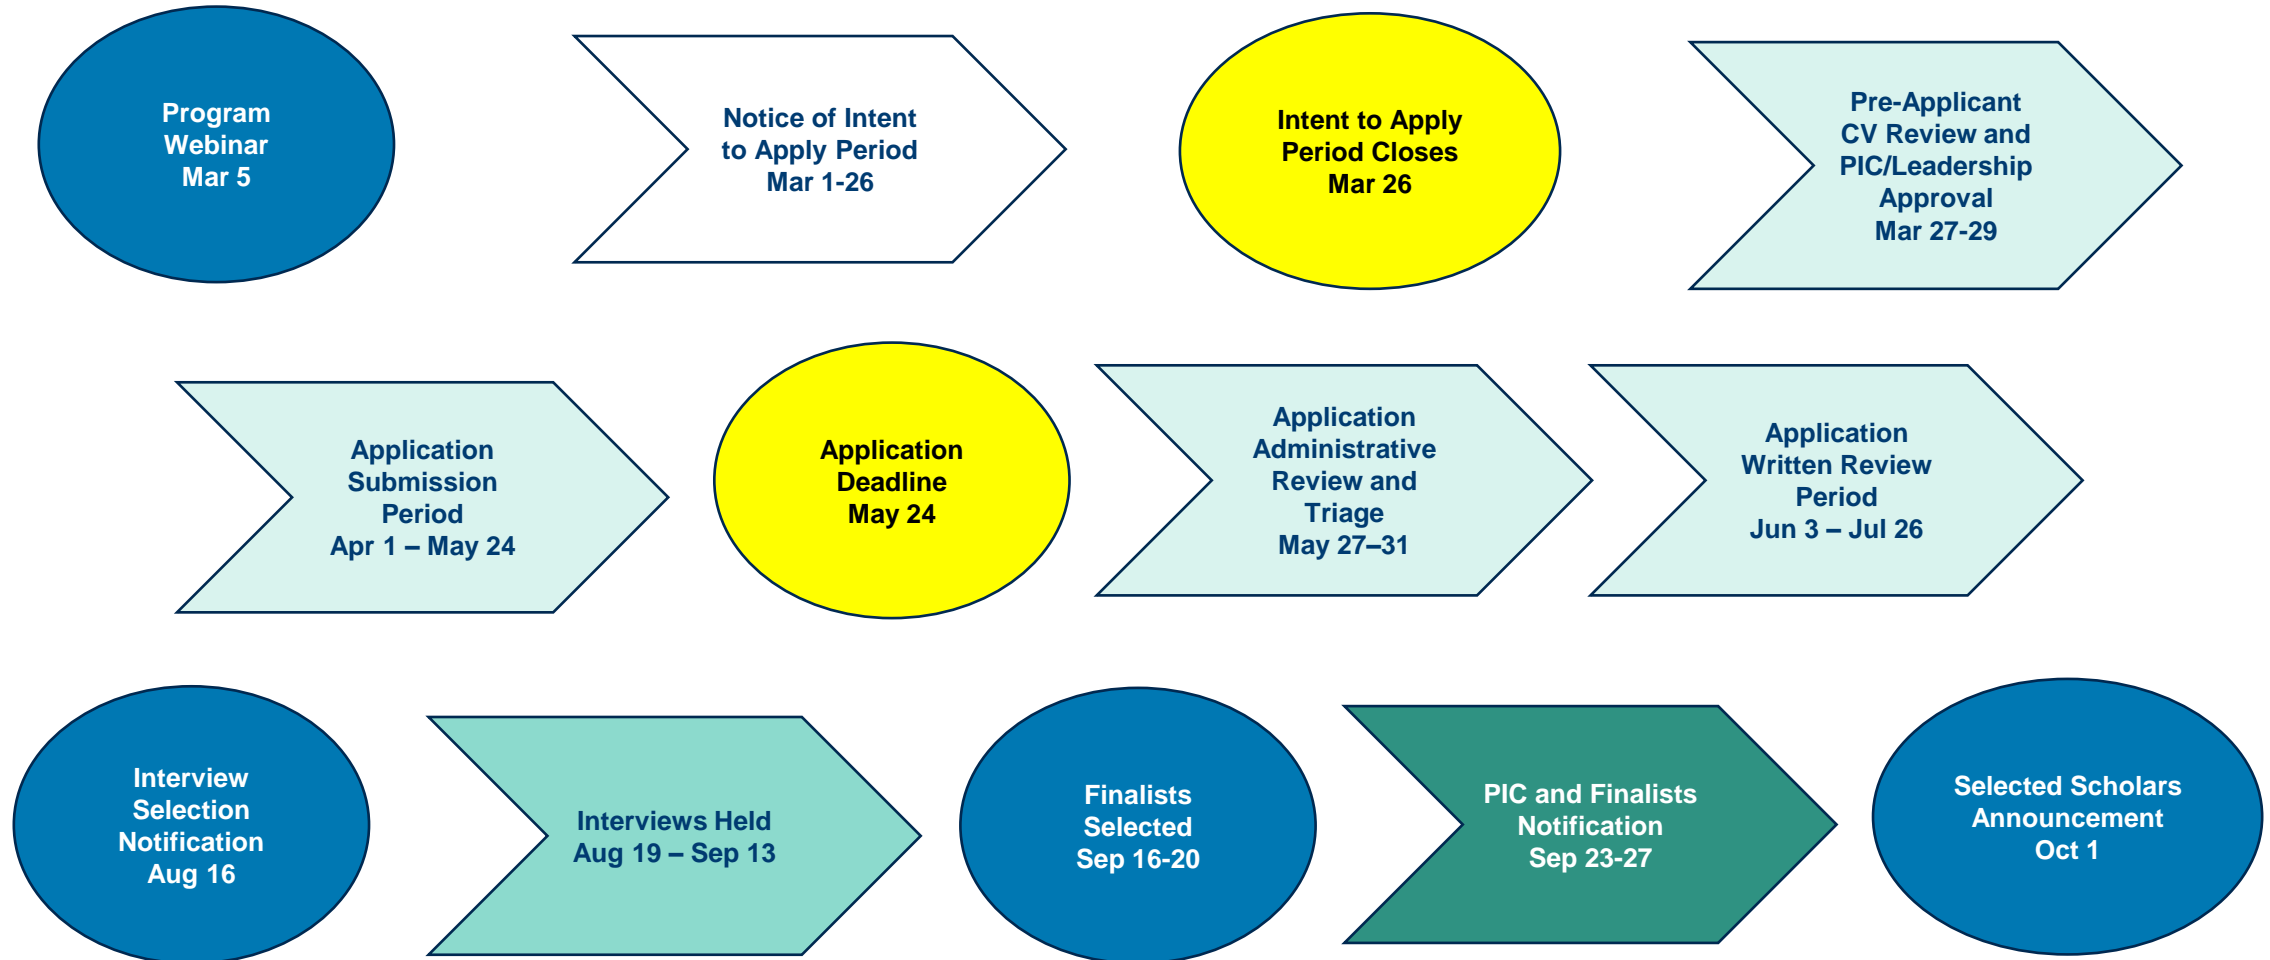 Program
Webinar
Mar 5
Notice of Intent
to Apply Period
Mar 1-26
Intent to Apply
Period Closes
Mar 26
Pre-Applicant
CV Review and
PIC/Leadership
Approval
Mar 27-29
Application
Submission
Period
Apr 1 – May 24
Application
Deadline
May 24
Application
Administrative
Review and
Triage
May 27–31
Application
Written Review
Period
Jun 3 – Jul 26
Interview
Selection
Notification
Aug 16
Interviews Held
Aug 19 – Sep 13
Finalists
Selected
Sep 16-20
PIC and Finalists
Notification
Sep 23-27
Selected Scholars
Announcement
Oct 1